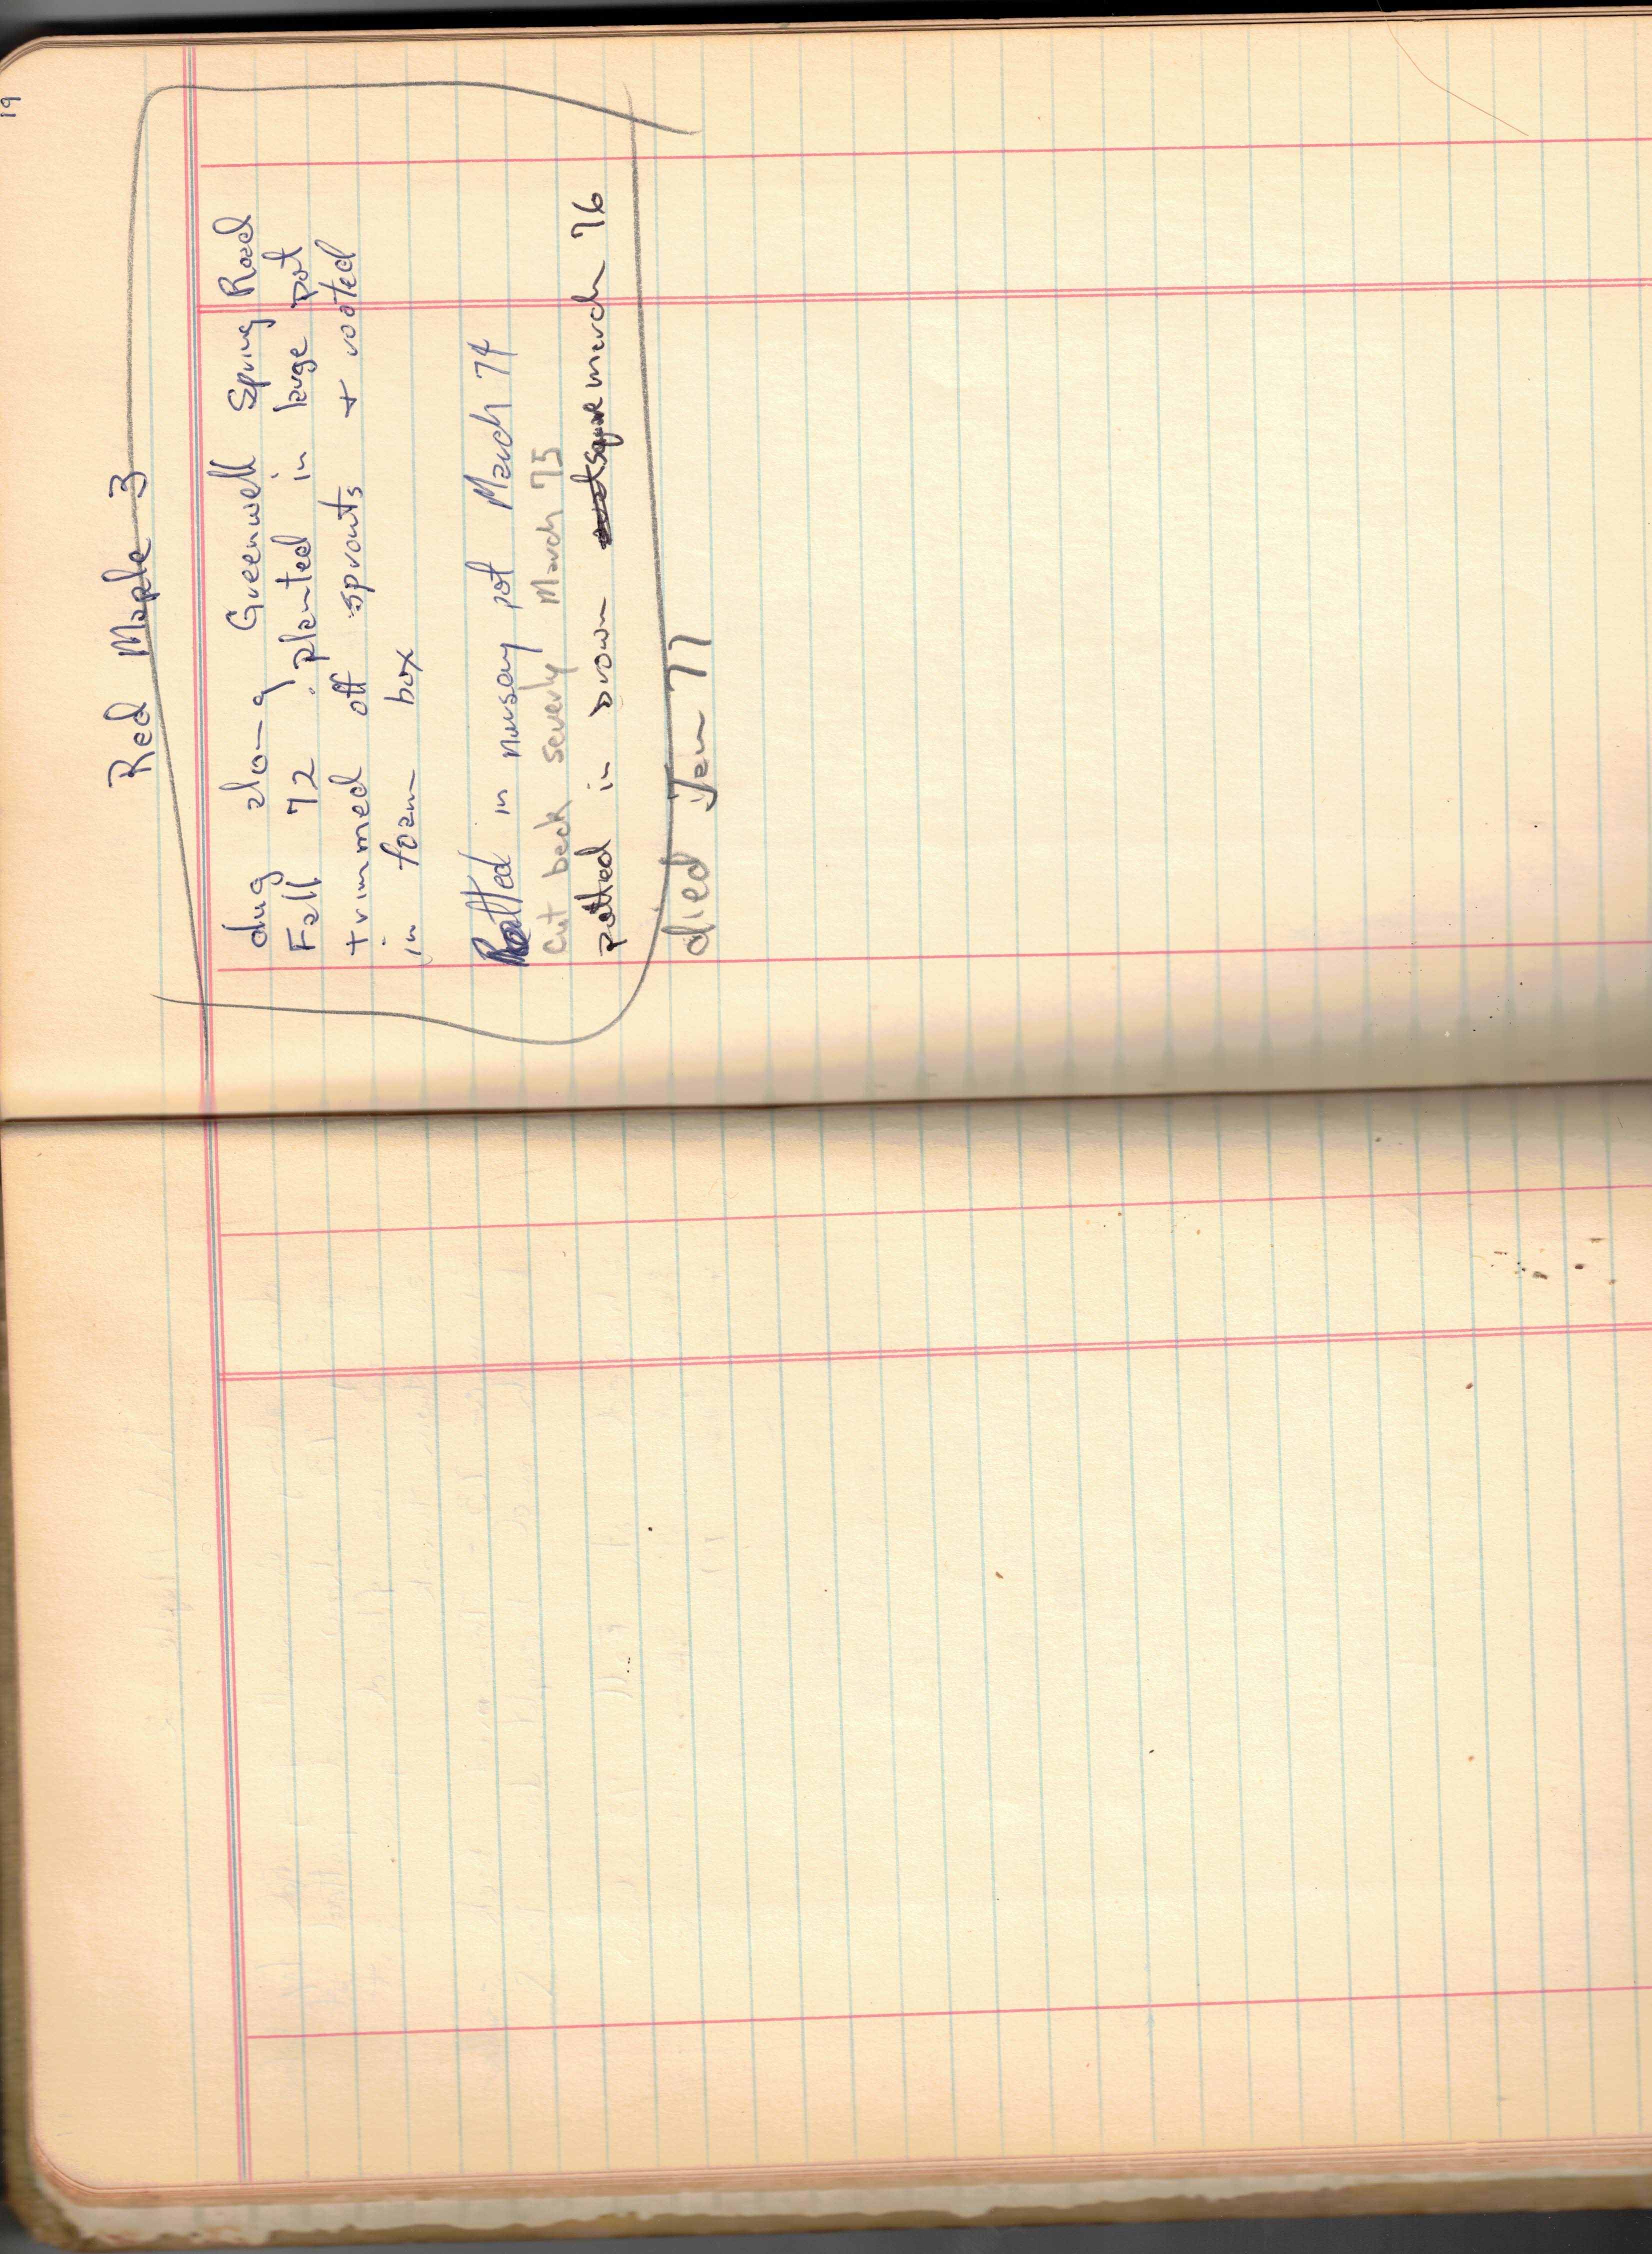 19
Red Maple 3
dug along Greenwell Spring Road
Fall 72 . planted in large pot
trimmed off sprouts + rooted
in foam box
Potted in nursery pot March 74
Cut back severly March 75
potted in brown square march 76
died Jan 77